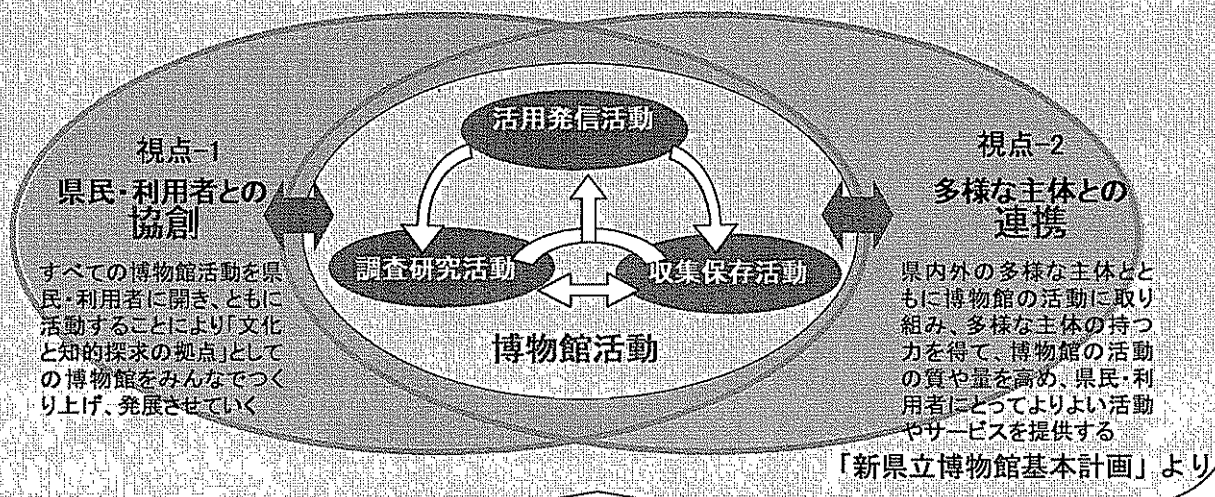 活用発信活動
視点-1
県民・利用者との
協創
すべての博物館活動を県
民・利用者に開き、ともに
活動することにより「文化
と知的探求の拠点」として
の博物館をみんなでつく
り上げ、発展させていく
調査研究活動
収集保存活動
博物館活動
視点-2
多様な主体との
連携
県内外の多様な主体とと
もに博物館の活動に取り
組み、多様な主体の持つ
力を得て、博物館の活動
の質や量を高め、県民・利
用者にとってよりよい活動
やサービスを提供する
「新県立博物館基本計画」より